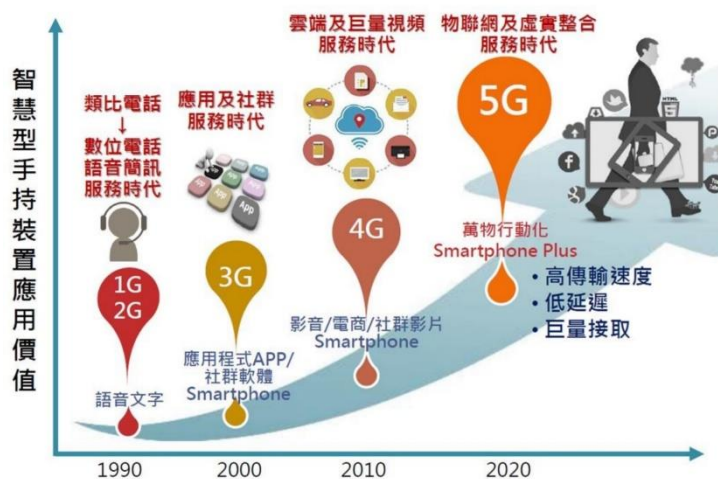 智慧型手持裝置應用價值
類比電話
↓
數位電話
語音簡訊
服務時代
1G
2G
語音文字
應用及社群
服務時代
App
3G
應用程式APP/
社群軟體
Smartphone
雲端及巨量視頻
服務時代
4G
影音/電商/社群影片
Smartphone
物聯網及虛實整合
服務時代
5G
萬物行動化
Smartphone Plus
• 高傳輸速度
• 低延遲
• 巨量接取
HTML
1990
2000
2010
2020